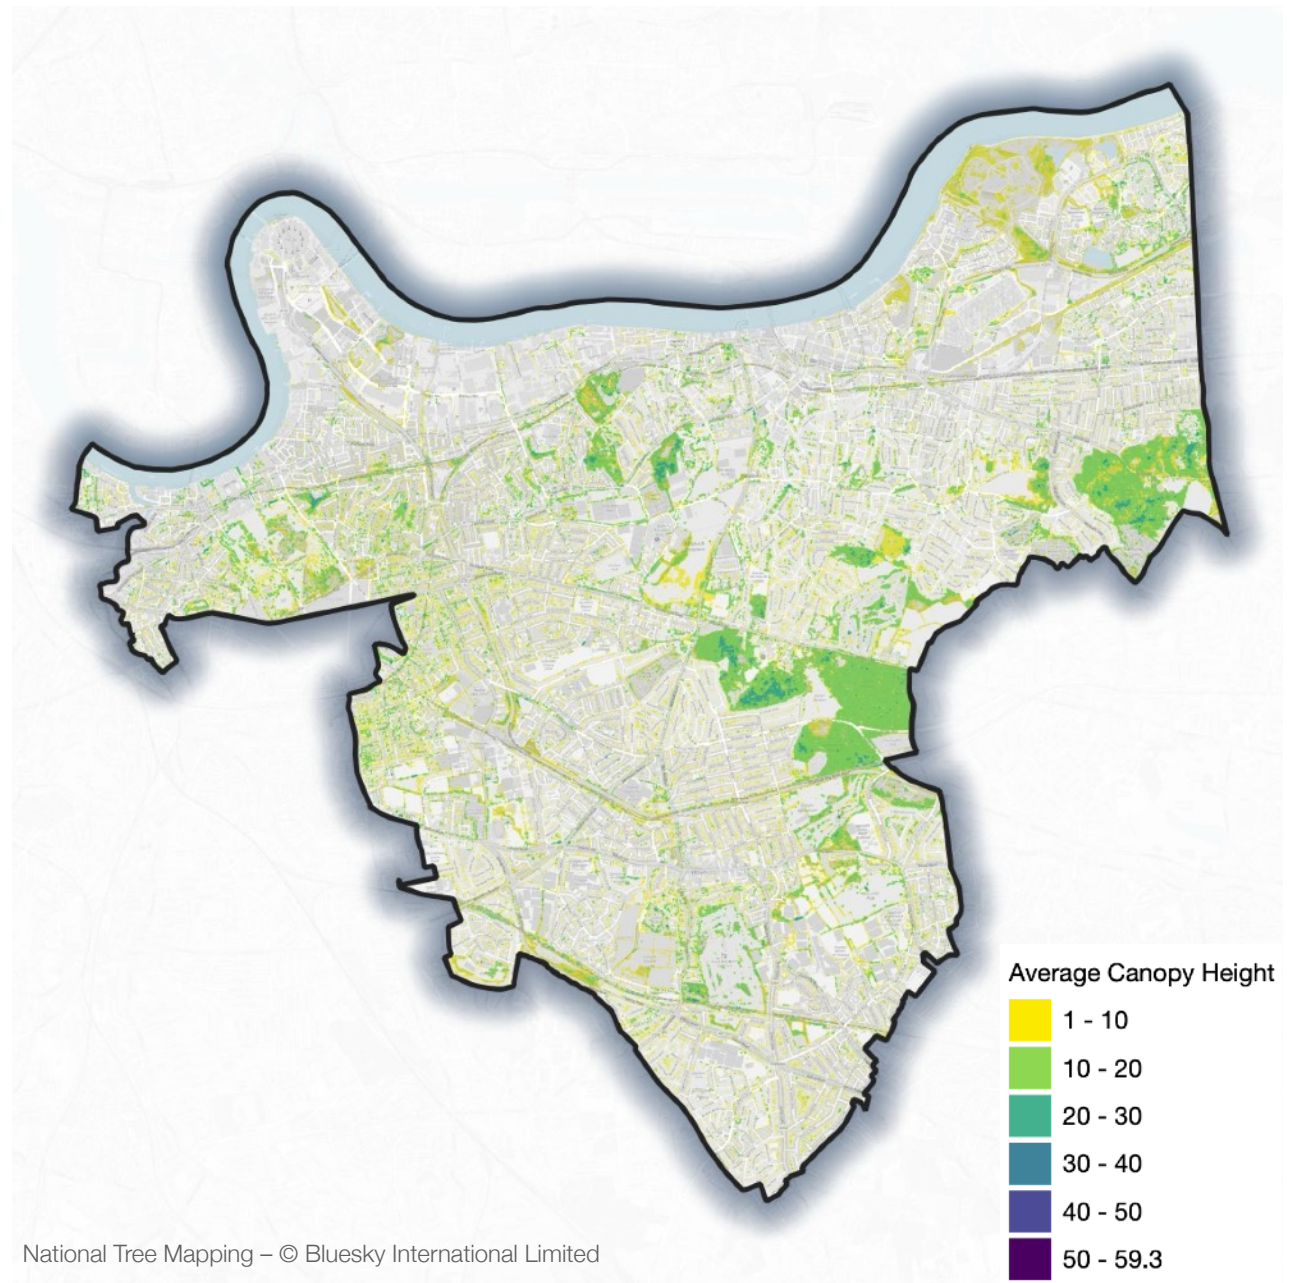 Average Canopy Height
1 - 10
10 - 20
20 - 30
30 - 40
40 - 50
50 - 59.3
National Tree Mapping – © Bluesky International Limited